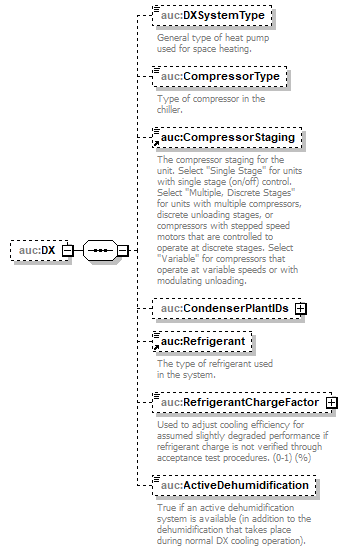 auc:DXSystemType
General type of heat pump
used for space heating.
auc:CompressorType
Type of compressor in the
chiller.
auc:CompressorStaging
The compressor staging for the
unit. Select "Single Stage" for units
with single stage (on/off) control.
Select "Multiple, Discrete Stages"
for units with multiple compressors,
discrete unloading stages, or
compressors with stepped speed
motors that are controlled to
operate at discrete stages. Select
"Variable" for compressors that
operate at variable speeds or with
modulating unloading.
auc:DX
auc:CondenserPlantIDs
auc:Refrigerant
The type of refrigerant used
in the system.
auc:RefrigerantChargeFactor
Used to adjust cooling efficiency for
assumed slightly degraded performance if
refrigerant charge is not verified through
acceptance test procedures. (0-1) (%)
auc:ActiveDehumidification
True if an active dehumidification
system is available (in addition to the
dehumidification that takes place
during normal DX cooling operation).